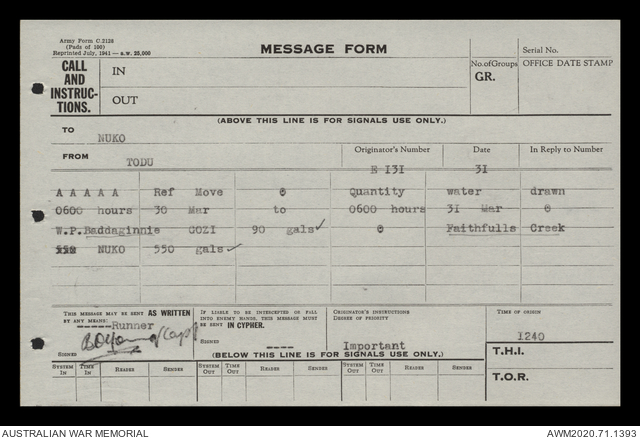 Army Form C.2128
(Pads of 100)
Reprinted July, 1941 — s.w. 25,000
MESSAGE FORM
Serial No.
CALL
AND
INSTRUC-
TIONS.
IN
OUT
No. of Groups
GR.
OFFICE DATE STAMP
(ABOVE THIS LINE IS FOR SIGNALS USE ONLY.)
TO
NUKO
FROM
TODU
Originator's Number
E 131
Date
31
In Reply to Number
A A A A A Ref Move @ Quantity water drawn
0600 hours 30 Mar to 0600 hours 31 Mar @
W.P. Baddaginnie GOZI 90 gals ✓ @ Faithfulls Creek
NUKO 550 gals ✓
THIS MESSAGE MAY BE SENT AS WRITTEN
BY ANY MEANS.
-----Runner
Capt
SIGNED
IF LIABLE TO BE INTERCEPTED OR FALL
INTO ENEMY HANDS, THIS MESSAGE MUST
BE SENT IN CYPHER.
SIGNED
----
ORIGINATOR'S INSTRUCTIONS
DEGREE OF PRIORITY
Important
TIME OF ORIGIN
1240
(BELOW THIS LINE IS FOR SIGNALS USE ONLY.)
T.H.I.
T.O.R.
SYSTEM IN TIME IN READER SENDER SYSTEM OUT TIME OUT READER SENDER SYSTEM OUT TIME OUT READER SENDER
AUSTRALIAN WAR MEMORIAL
AWM2020.71.1393